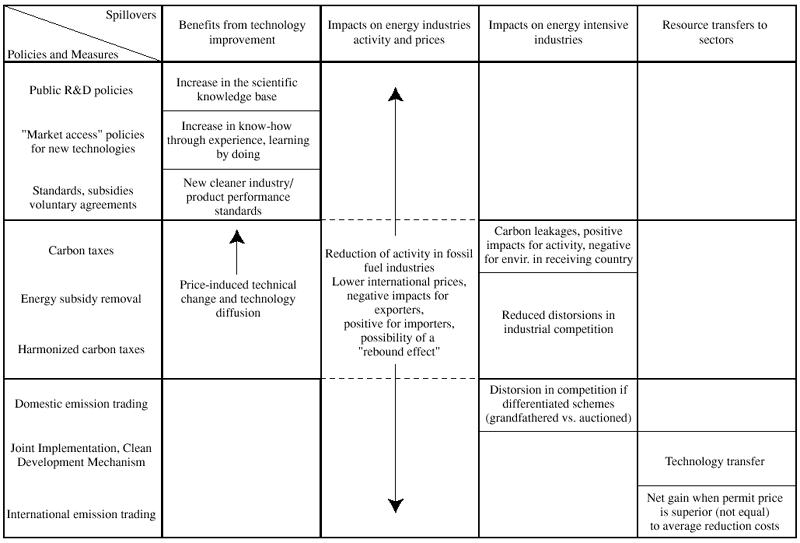 Spillovers
Policies and Measures
Benefits from technology
improvement
Impacts on energy industries
activity and prices
Impacts on energy intensive
industries
Resource transfers to
sectors
Public R&D policies
Increase in the scientific
knowledge base
"Market access" policies
for new technologies
Increase in know-how
through experience, learning
by doing
Standards, subsidies
voluntary agreements
New cleaner industry/
product performance
standards
Carbon taxes
Energy subsidy removal
Harmonized carbon taxes
Price-induced technical
change and technology
diffusion
Reduction of activity in fossil
fuel industries
Lower international prices,
negative impacts for
exporters,
positive for importers,
possibility of a
"rebound effect"
Carbon leakages, positive
impacts for activity, negative
for envir. in receiving country
Reduced distorsions in
industrial competition
Domestic emission trading
Distorsion in competition if
differentiated schemes
(grandfathered vs. auctioned)
Joint Implementation, Clean
Development Mechanism
Technology transfer
International emission trading
Net gain when permit price
is superior (not equal)
to average reduction costs